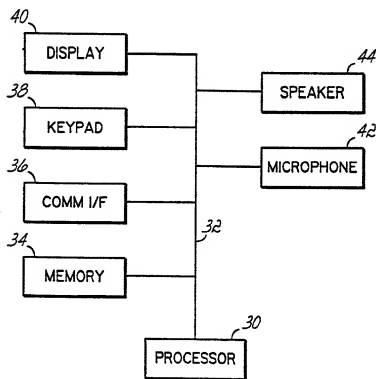 40
DISPLAY
44
SPEAKER
38
KEYPAD
42
MICROPHONE
36
COMM I/F
32
34
MEMORY
30
PROCESSOR